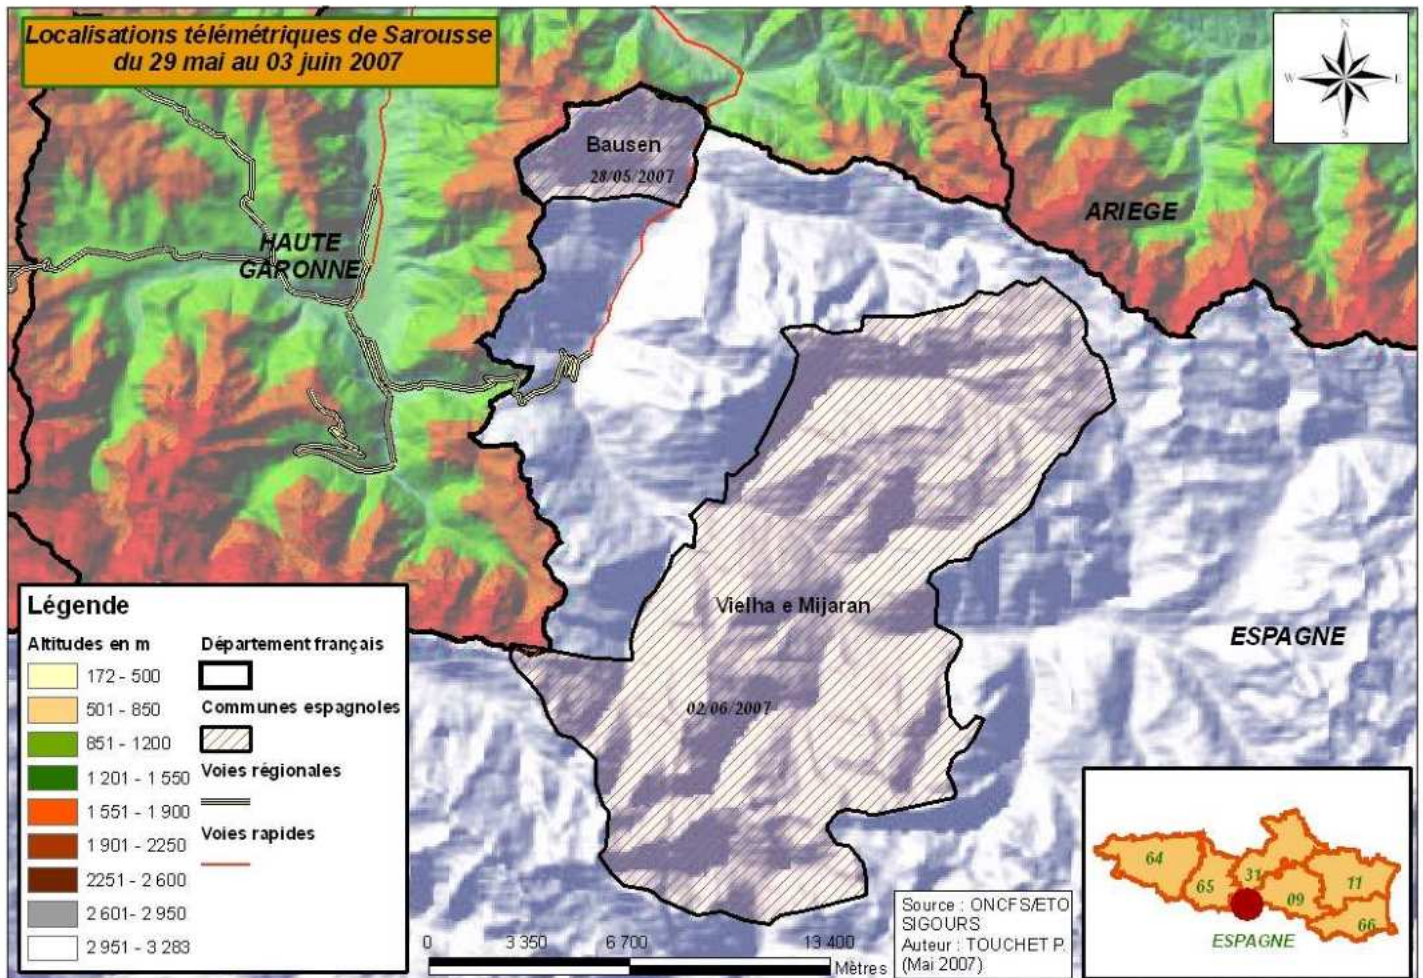 Localisations télémétriques de Sarousse
du 29 mai au 03 juin 2007
N
W
E
S
Bausen
28/05/2007
ARIEGE
HAUTE
GARONNE
Vielha e Mijaran
ESPAGNE
02/06/2007
Légende
Altitudes en m
172 - 500
501 - 850
851 - 1200
1 201 - 1 550
1 551 - 1 900
1 901 - 2250
2251 - 2 600
2 601 - 2 950
2 951 - 3 283
Département français
Communes espagnoles
Voies régionales
Voies rapides
0 3 350 6 700 13 400
Mètres
Source : ONCFS/ETO
SIGOURS
Auteur : TOUCHET P.
(Mai 2007)
64
65
31
09
11
66
ESPAGNE